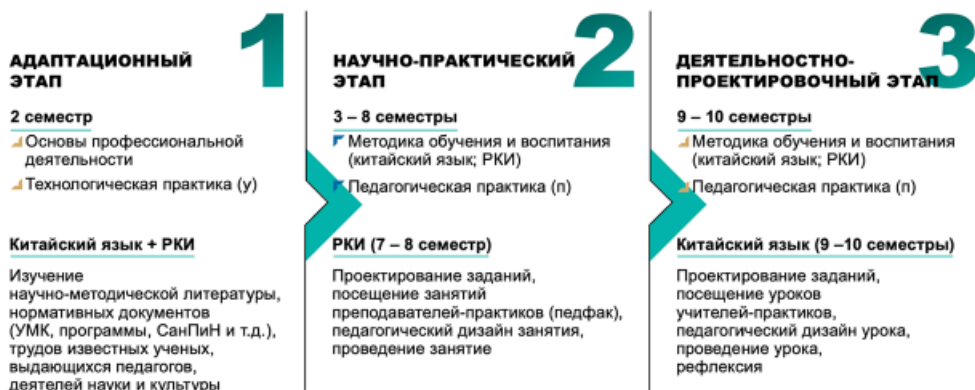 1
АДАПТАЦИОННЫЙ
ЭТАП
2 семестр
Основы профессиональной
деятельности
Технологическая практика (у)
Китайский язык + РКИ
Изучение
научно-методической литературы,
нормативных документов
(УМК, программы, СанПиН и т.д.),
трудов известных ученых,
выдающихся педагогов,
деятелей науки и культуры
2
НАУЧНО-ПРАКТИЧЕСКИЙ
ЭТАП
3 – 8 семестры
Методика обучения и воспитания
(китайский язык; РКИ)
Педагогическая практика (п)
РКИ (7 – 8 семестр)
Проектирование заданий,
посещение занятий
преподавателей-практиков (педфак),
педагогический дизайн занятия,
проведение занятие
3
ДЕЯТЕЛЬНОСТНО-
ПРОЕКТИРОВОЧНЫЙ ЭТАП
9 – 10 семестры
Методика обучения и воспитания
(китайский язык; РКИ)
Педагогическая практика (п)
Китайский язык (9 –10 семестры)
Проектирование заданий,
посещение уроков
учителей-практиков,
педагогический дизайн урока,
проведение урока,
рефлексия